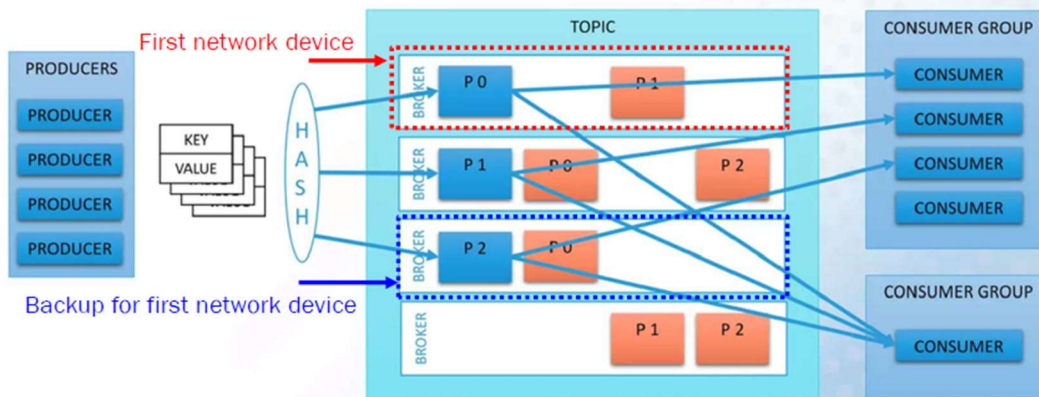 First network device
PRODUCERS
PRODUCER
PRODUCER
PRODUCER
PRODUCER
Backup for first network device
KEY
VALUE
HASH
TOPIC
BROKER
P 0
P 1
BROKER
P 1
P 0
P 2
BROKER
P 2
P 0
BROKER
P 1
P 2
CONSUMER GROUP
CONSUMER
CONSUMER
CONSUMER
CONSUMER
CONSUMER GROUP
CONSUMER